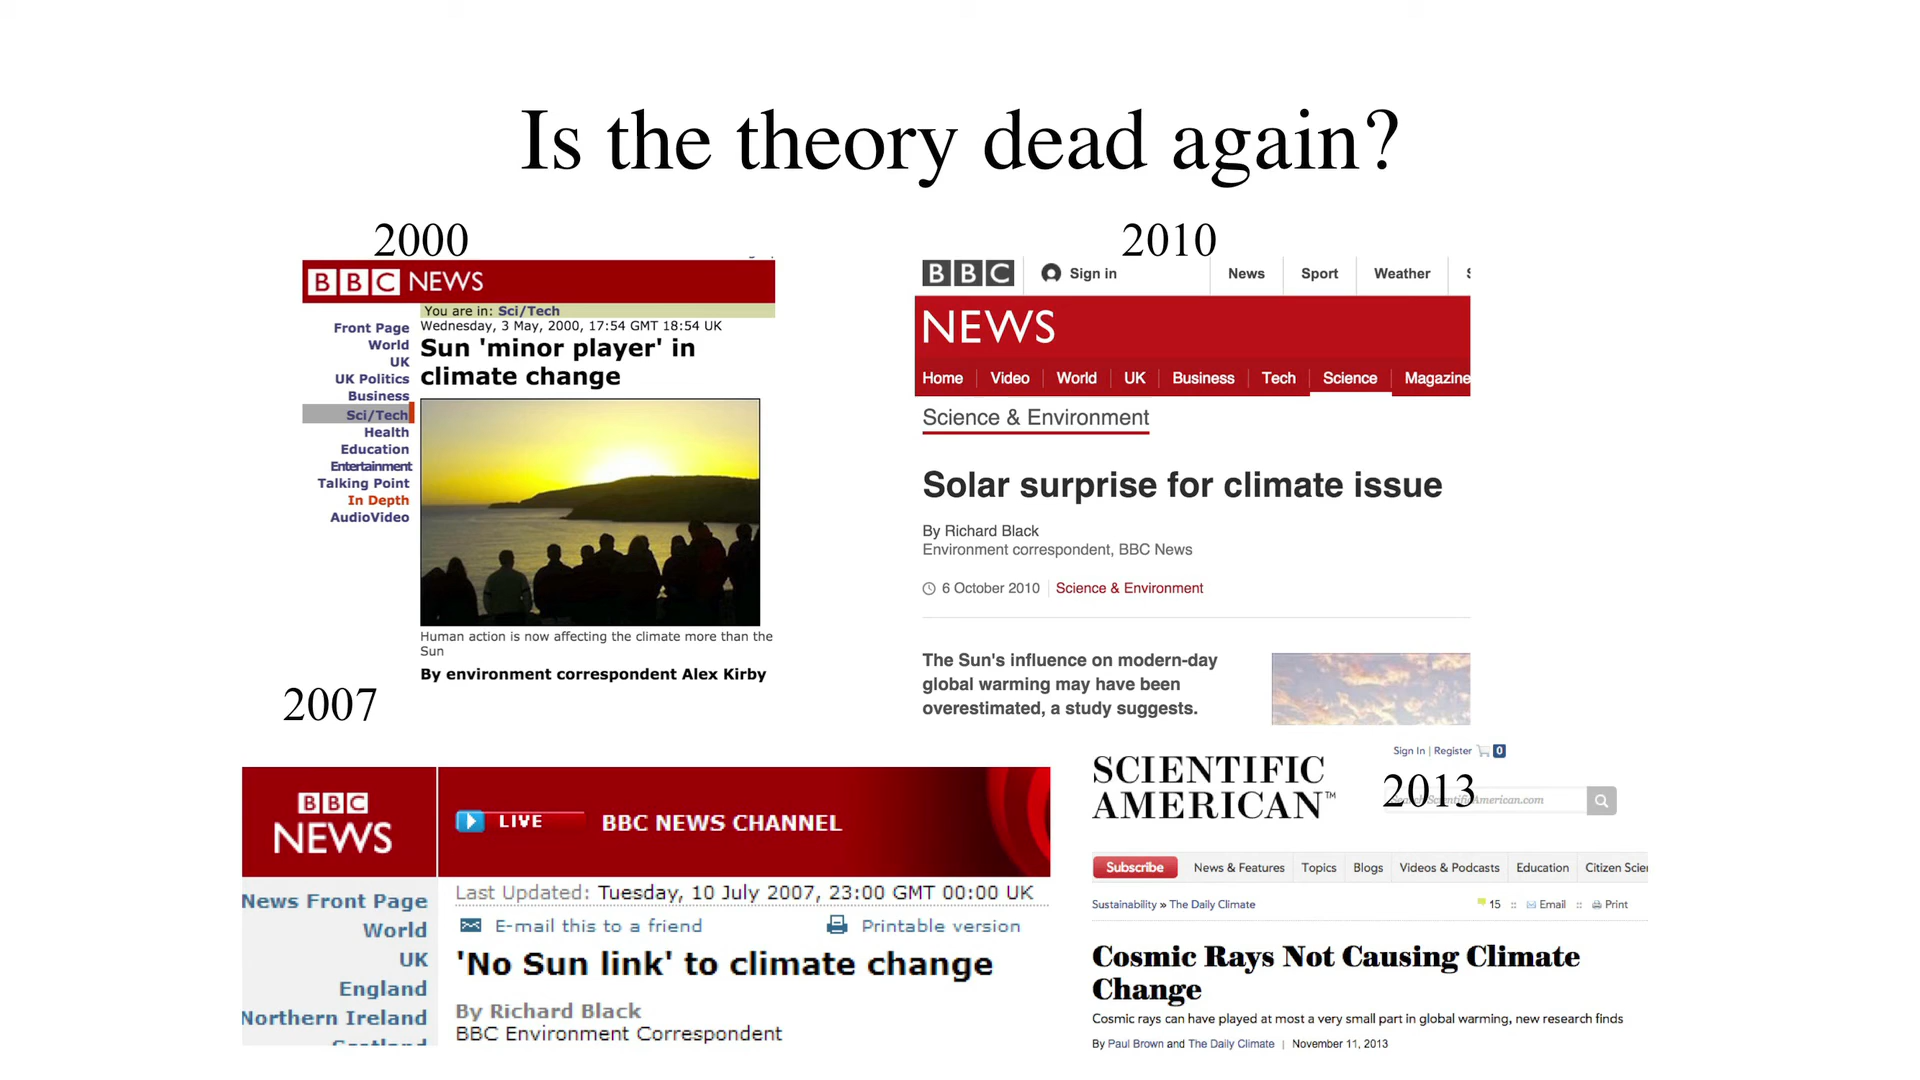 Is the theory dead again?
2000
BBC NEWS
You are in: Sci/Tech
Front Page
World
UK
UK Politics
Business
Sci/Tech
Health
Education
Entertainment
Talking Point
In Depth
AudioVideo
Wednesday, 3 May, 2000, 17:54 GMT 18:54 UK
Sun 'minor player' in
climate change
Human action is now affecting the climate more than the
Sun
By environment correspondent Alex Kirby
2010
BBC Sign in News Sport Weather
NEWS
Home Video World UK Business Tech Science Magazine
Science & Environment
Solar surprise for climate issue
By Richard Black
Environment correspondent, BBC News
6 October 2010 Science & Environment
The Sun's influence on modern-day
global warming may have been
overestimated, a study suggests.
2007
BBC
NEWS
LIVE BBC NEWS CHANNEL
News Front Page
World
UK
England
Northern Ireland
Scotland
Last Updated: Tuesday, 10 July 2007, 23:00 GMT 00:00 UK
E-mail this to a friend Printable version
'No Sun link' to climate change
By Richard Black
BBC Environment Correspondent
2013
Sign In | Register 0
SCIENTIFIC
AMERICAN™
Subscribe News & Features Topics Blogs Videos & Podcasts Education Citizen
Sustainability » The Daily Climate
15 :: Email :: Print
Cosmic Rays Not Causing Climate
Change
Cosmic rays can have played at most a very small part in global warming, new research finds
By Paul Brown and The Daily Climate | November 11, 2013